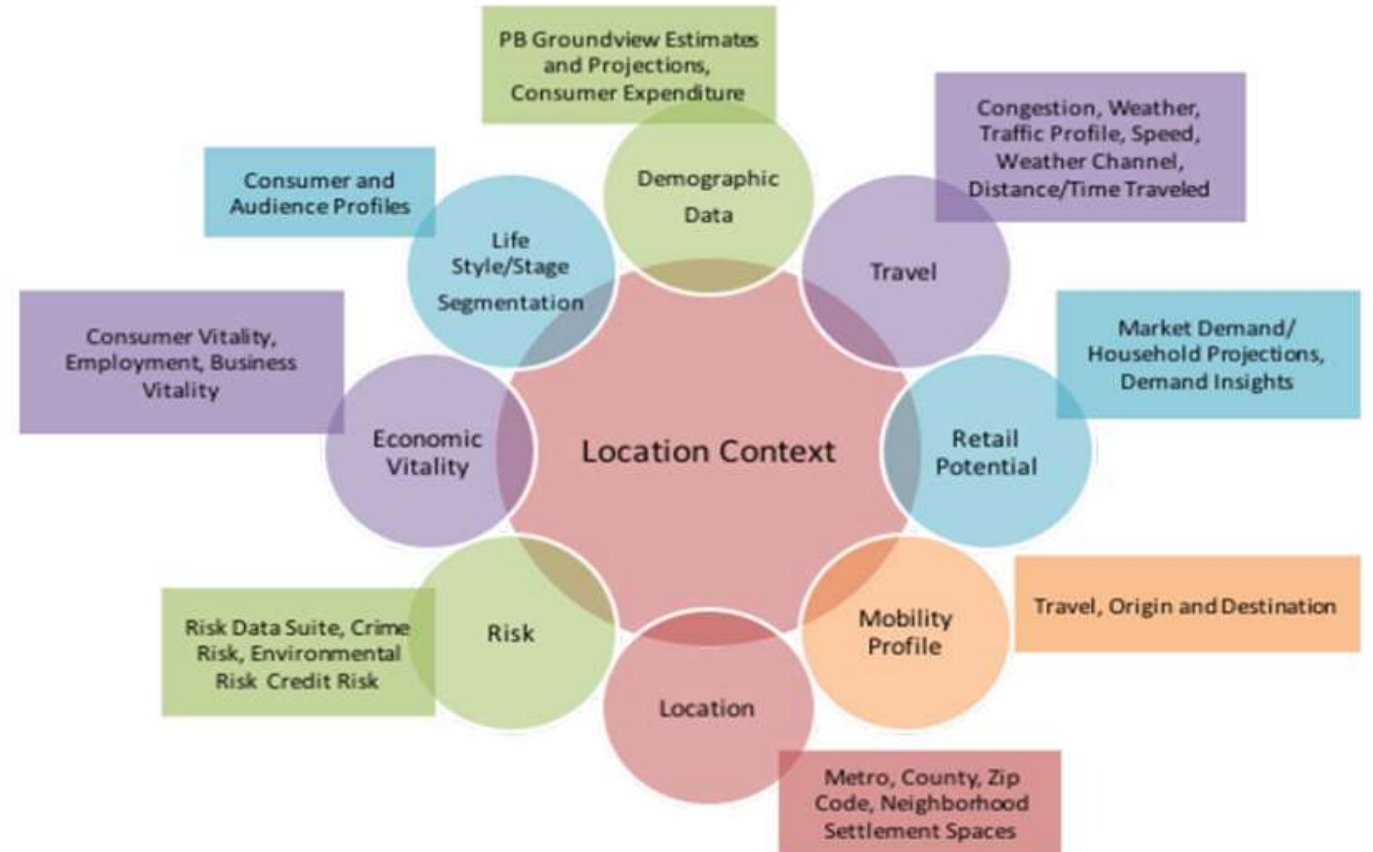 PB Groundview Estimates
and Projections,
Consumer Expenditure
Demographic
Data
Congestion, Weather,
Traffic Profile, Speed,
Weather Channel,
Distance/Time Traveled
Travel
Consumer and
Audience Profiles
Life
Style/Stage
Segmentation
Market Demand/
Household Projections,
Demand Insights
Retail
Potential
Consumer Vitality,
Employment, Business
Vitality
Economic
Vitality
Location Context
Travel, Origin and Destination
Mobility
Profile
Risk Data Suite, Crime
Risk, Environmental
Risk Credit Risk
Risk
Location
Metro, County, Zip
Code, Neighborhood
Settlement Spaces